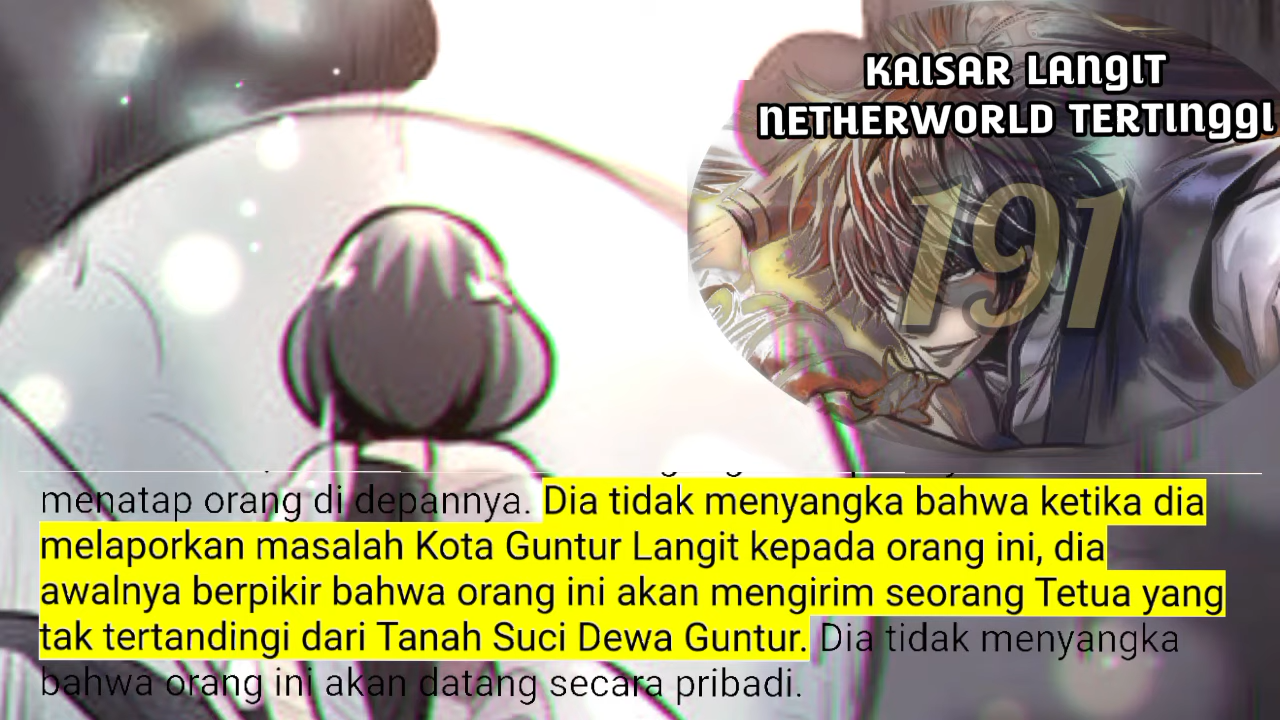 KAISAR LANGIT
NETHERWORLD TERTINGGI
191
menatap orang di depannya. Dia tidak menyangka bahwa ketika dia
melaporkan masalah Kota Guntur Langit kepada orang ini, dia
awalnya berpikir bahwa orang ini akan mengirim seorang Tetua yang
tak tertandingi dari Tanah Suci Dewa Guntur. Dia tidak menyangka
bahwa orang ini akan datang secara pribadi.